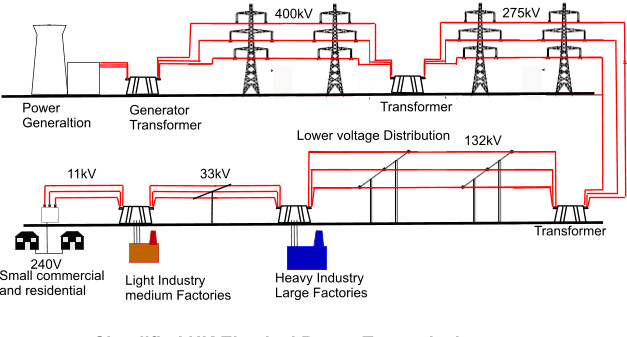 400kV
275kV
Power
Generaltion
Generator
Transformer
Transformer
Lower voltage Distribution
132kV
11kV
33kV
Transformer
240V
Small commercial
and residential
Light Industry
medium Factories
Heavy Industry
Large Factories